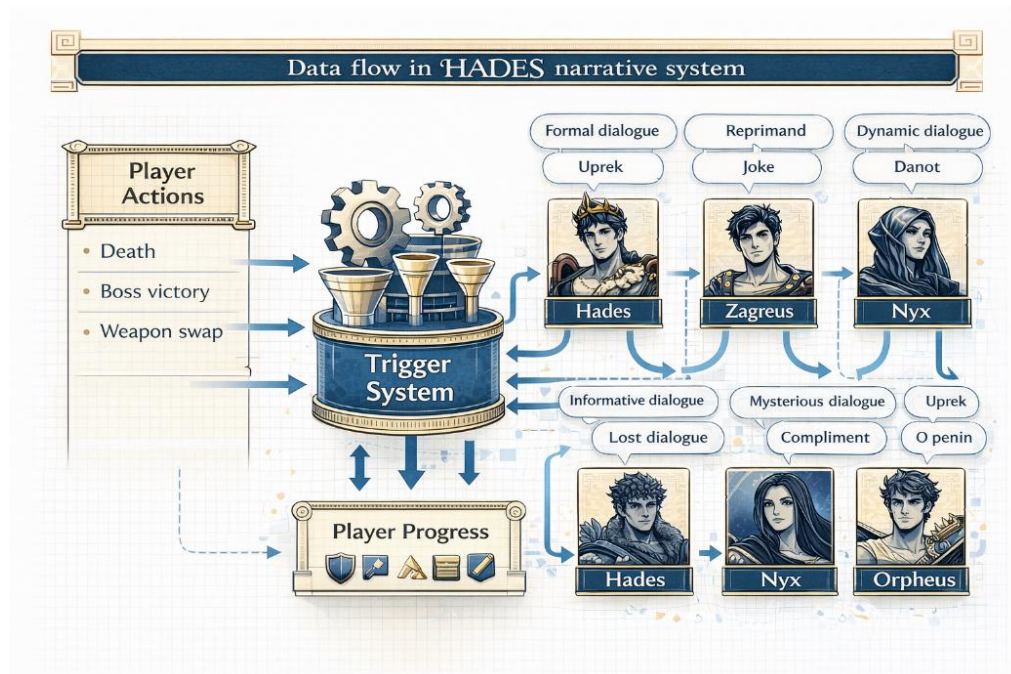 Data flow in HADES narrative system
Player
Actions
Death
Boss victory
Weapon swap
Trigger
System
Player Progress
Formal dialogue
Uprek
Reprimand
Joke
Dynamic dialogue
Danot
Hades
Zagreus
Nyx
Informative dialogue
Lost dialogue
Mysterious dialogue
Compliment
Uprek
O penin
Hades
Nyx
Orpheus